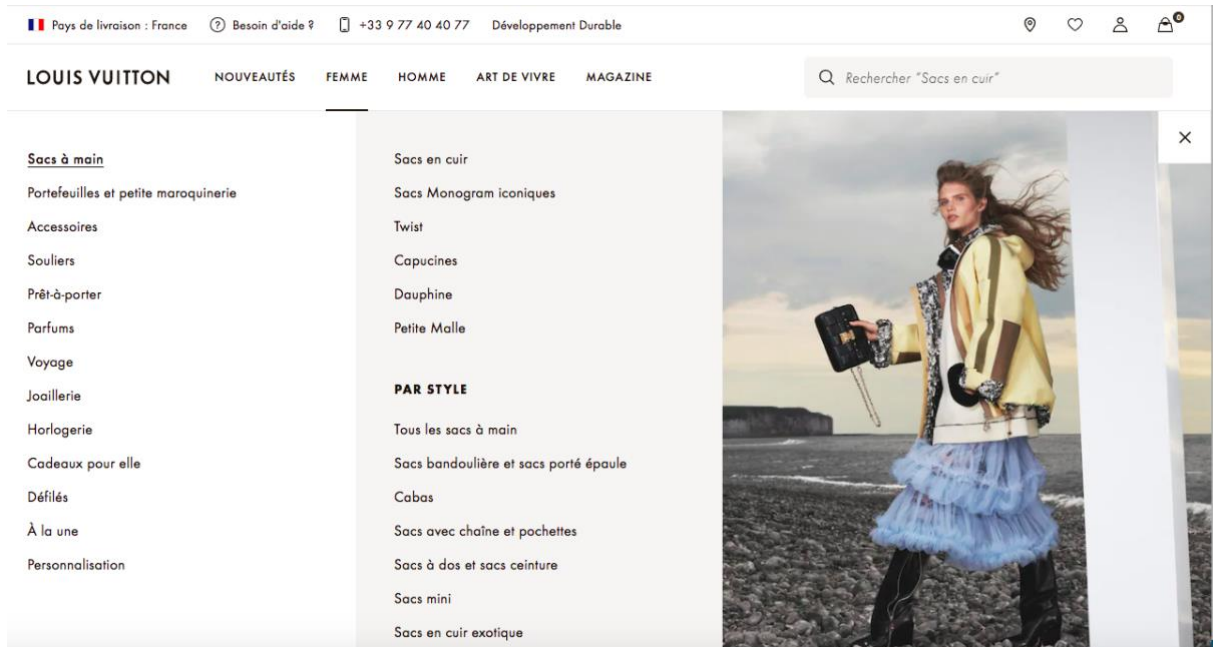 Pays de livraison : France
Besoin d'aide ?
+33 9 77 40 40 77
Développement Durable
0
LOUIS VUITTON
NOUVEAUTÉS
FEMME
HOMME
ART DE VIVRE
MAGAZINE
Rechercher "Sacs en cuir"
Sacs à main
Portefeuilles et petite maroquinerie
Accessoires
Souliers
Prêt-à-porter
Parfums
Voyage
Joaillerie
Horlogerie
Cadeaux pour elle
Défilés
À la une
Personnalisation
Sacs en cuir
Sacs Monogram iconiques
Twist
Capucines
Dauphine
Petite Malle
PAR STYLE
Tous les sacs à main
Sacs bandoulière et sacs porté épaule
Cabas
Sacs avec chaîne et pochettes
Sacs à dos et sacs ceinture
Sacs mini
Sacs en cuir exotique